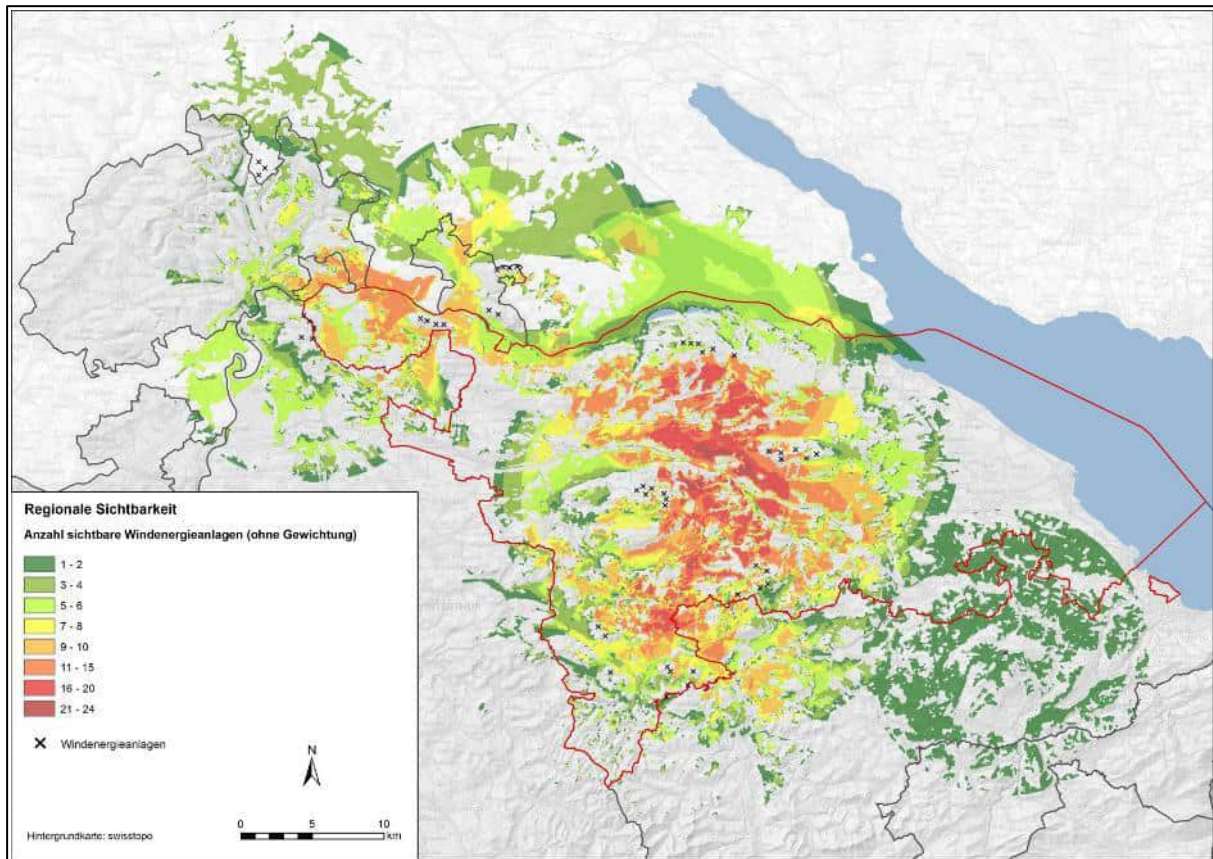 Regionale Sichtbarkeit
Anzahl sichtbare Windenergieanlagen (ohne Gewichtung)
1 - 2
3 - 4
5 - 6
7 - 8
9 - 10
11 - 15
16 - 20
21 - 24
Windenergieanlagen
N
0 5 10
km
Hintergrundkarte: swisstopo